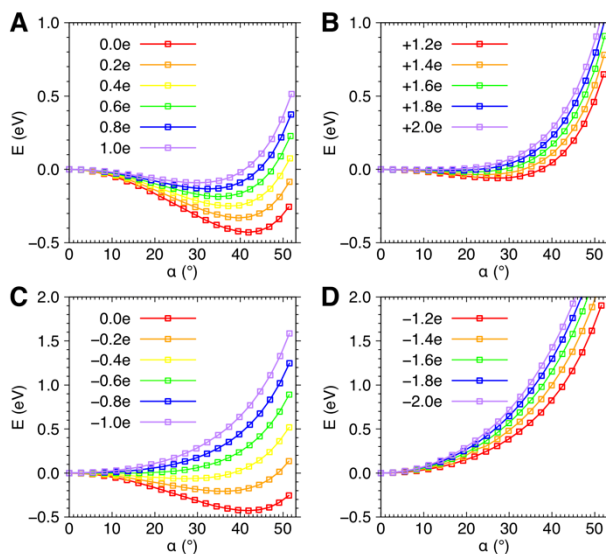 A
B
1.0
0.5
0.0
−0.5
E (eV)
0.0e
0.2e
0.4e
0.6e
0.8e
1.0e
0 10 20 30 40 50
α (°)
1.0
0.5
0.0
−0.5
E (eV)
+1.2e
+1.4e
+1.6e
+1.8e
+2.0e
0 10 20 30 40 50
α (°)
C
D
2.0
1.5
1.0
0.5
0.0
−0.5
E (eV)
0.0e
−0.2e
−0.4e
−0.6e
−0.8e
−1.0e
0 10 20 30 40 50
α (°)
2.0
1.5
1.0
0.5
0.0
−0.5
E (eV)
−1.2e
−1.4e
−1.6e
−1.8e
−2.0e
0 10 20 30 40 50
α (°)